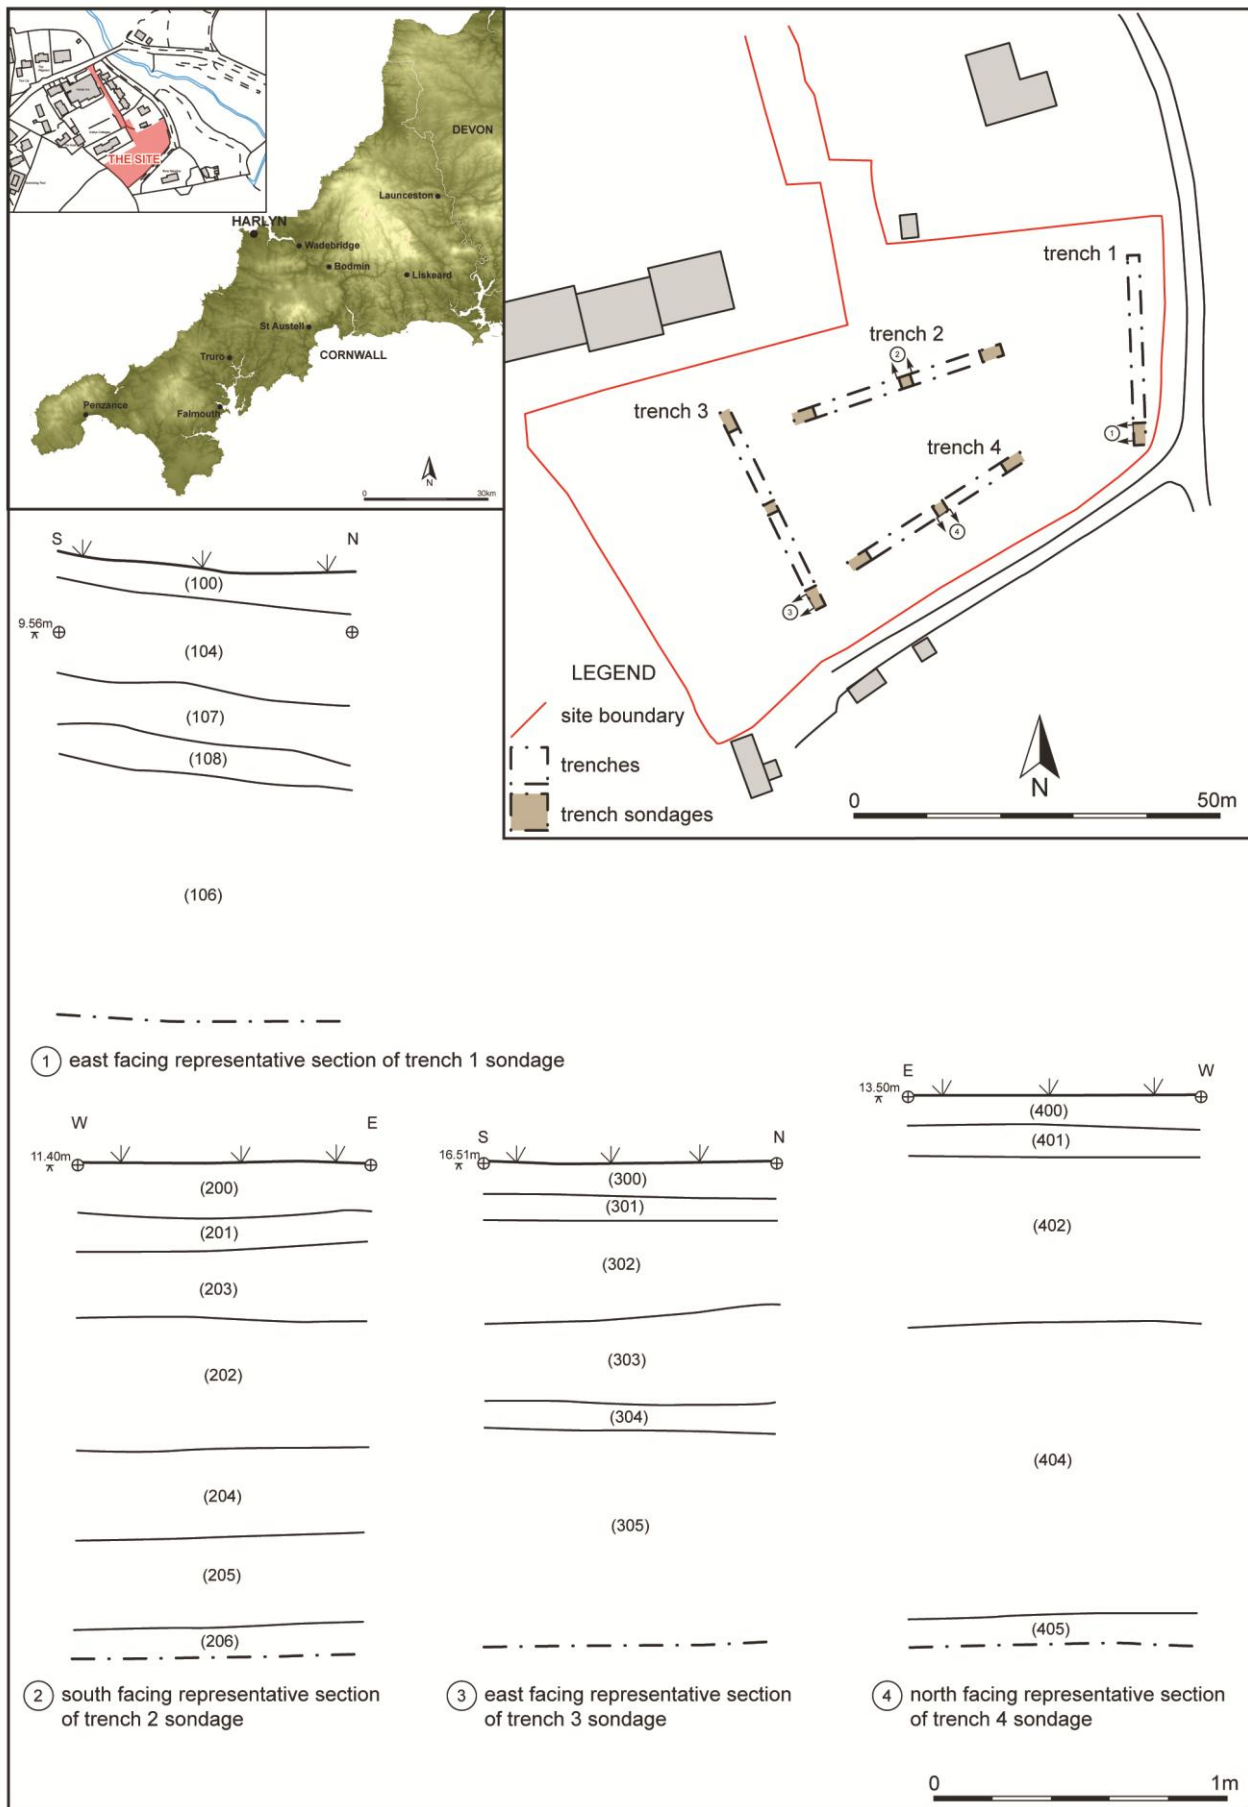 THE SITE
DEVON
Launceston
HARLYN
Wadebridge
Bodmin
Liskeard
St Austell
CORNWALL
Truro
Penzance
Falmouth
N
0 30km
trench 1
trench 2
2
trench 3
1
trench 4
4
3
LEGEND
site boundary
trenches
trench sondages
N
0 50m
S N
(100)
9.56m
(104)
(107)
(108)
(106)
1 east facing representative section of trench 1 sondage
W E
11.40m
(200)
(201)
(203)
(202)
(204)
(205)
(206)
2 south facing representative section
of trench 2 sondage
S N
16.51m
(300)
(301)
(302)
(303)
(304)
(305)
3 east facing representative section
of trench 3 sondage
E W
13.50m
(400)
(401)
(402)
(404)
(405)
4 north facing representative section
of trench 4 sondage
0 1m